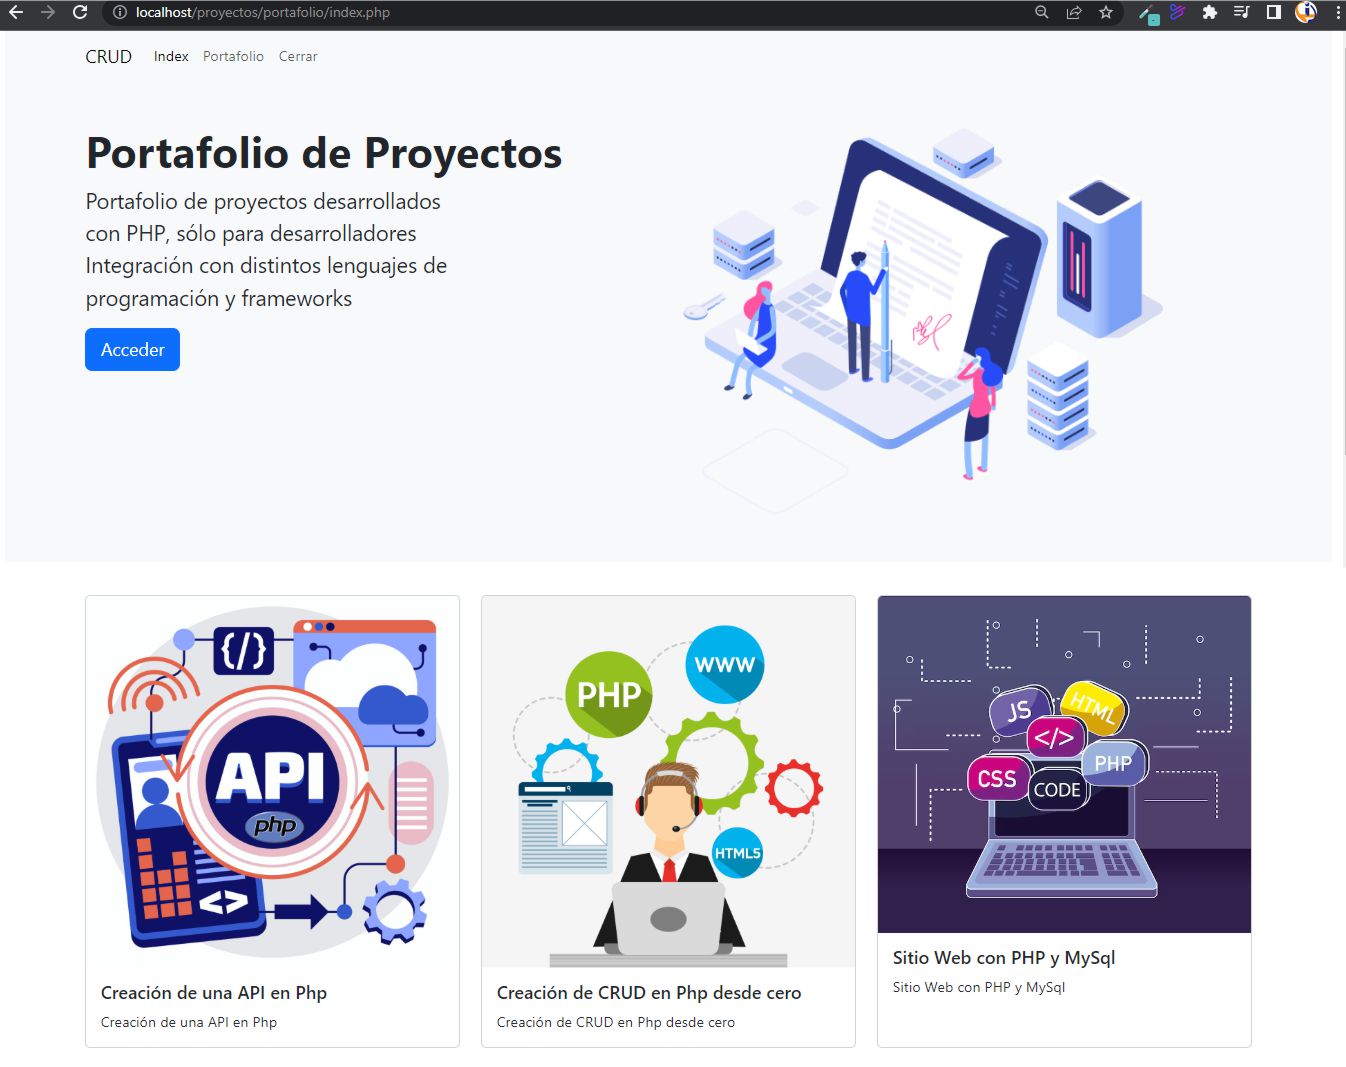 localhost/proyectos/portafolio/index.php
CRUD Index Portafolio Cerrar
Portafolio de Proyectos
Portafolio de proyectos desarrollados
con PHP, sólo para desarrolladores
Integración con distintos lenguajes de
programación y frameworks
Acceder
{/}
API
php
<>
PHP
WWW
HTML5
JS
HTML
</>
CSS
CODE
PHP
Creación de una API en Php
Creación de una API en Php
Creación de CRUD en Php desde cero
Creación de CRUD en Php desde cero
Sitio Web con PHP y MySql
Sitio Web con PHP y MySql